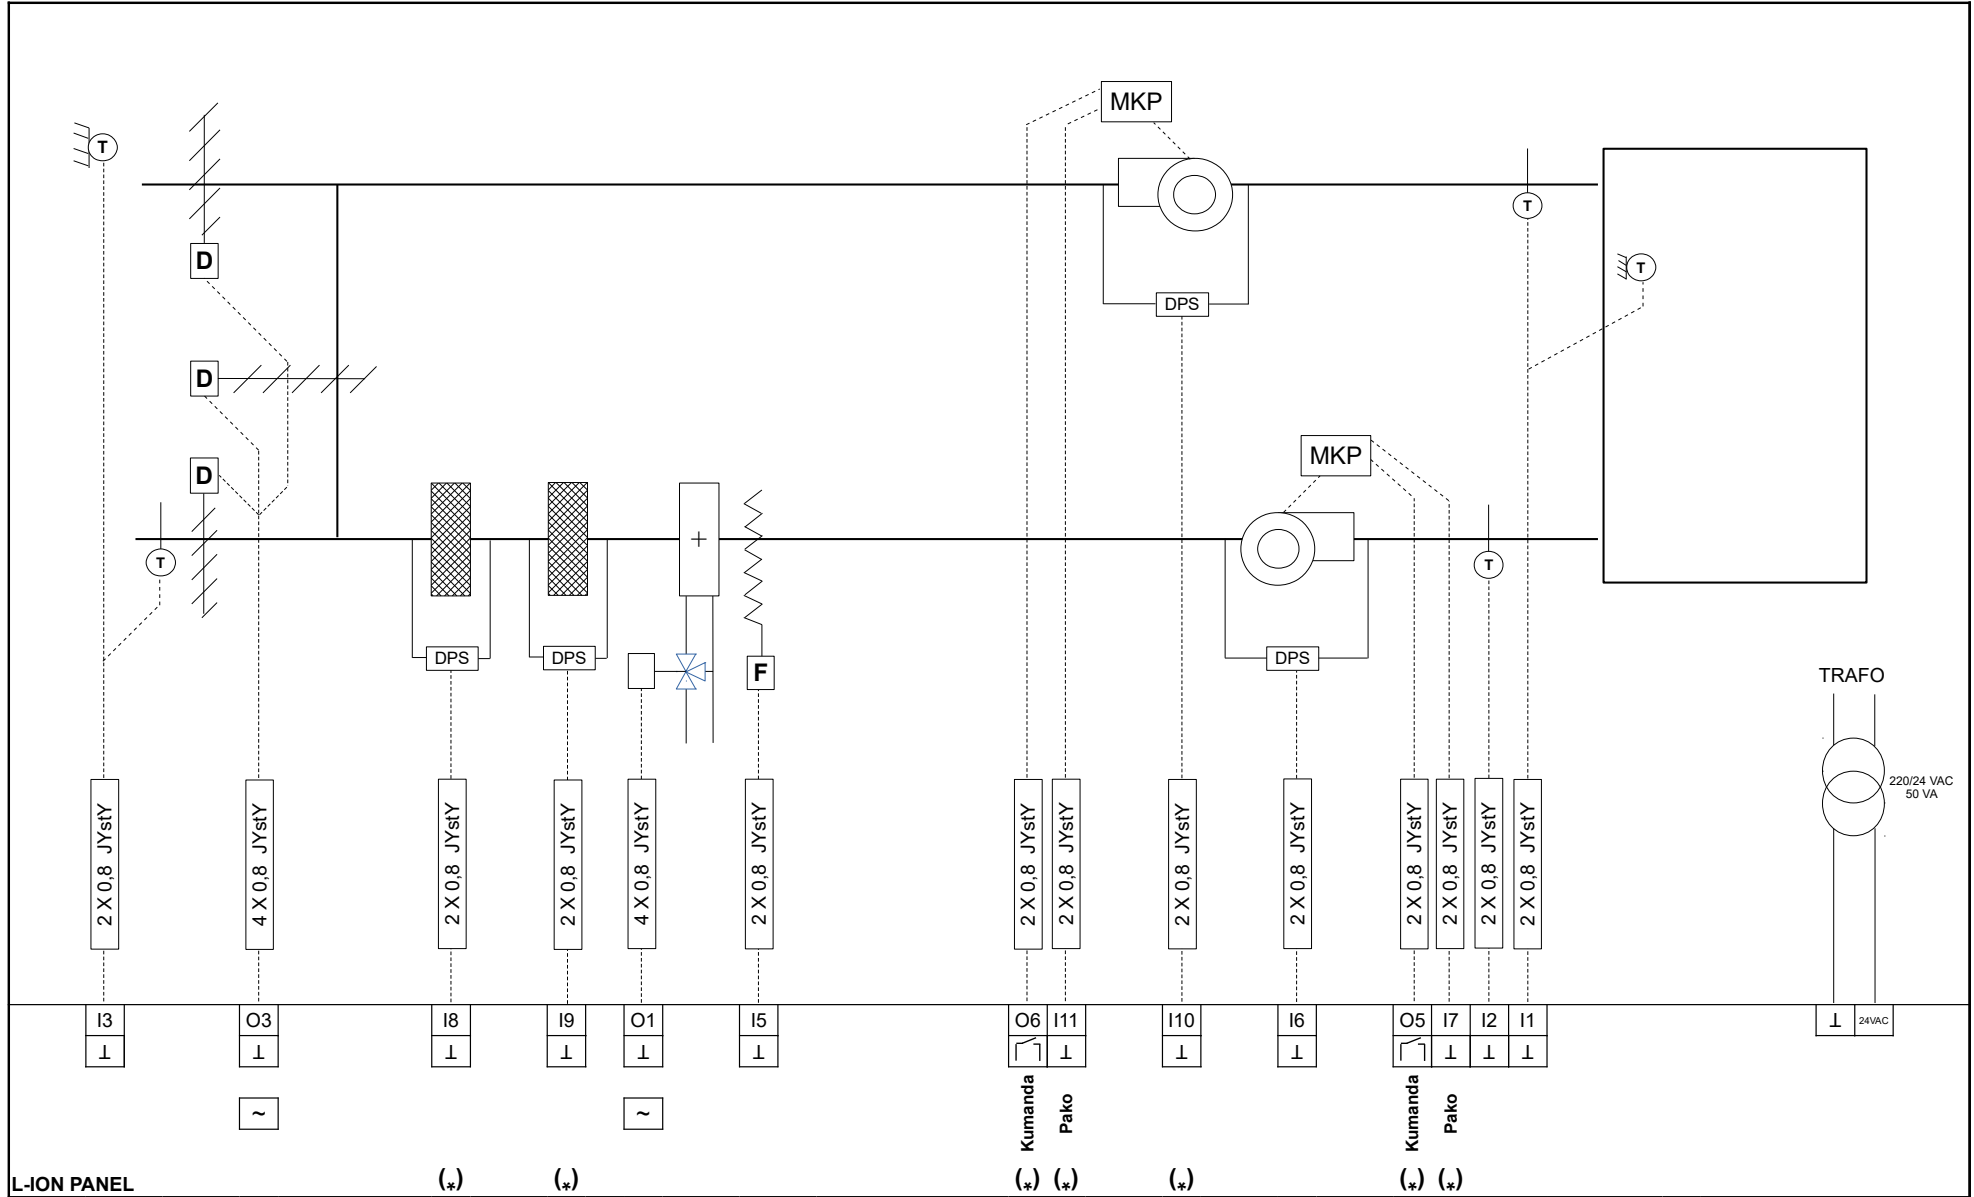 MKP
T
T
D
T
DPS
D
MKP
D
T
T
DPS
DPS
DPS
F
TRAFO
220/24 VAC
50 VA
2 X 0,8 JYstY
4 X 0,8 JYstY
2 X 0,8 JYstY
2 X 0,8 JYstY
4 X 0,8 JYstY
2 X 0,8 JYstY
2 X 0,8 JYstY
2 X 0,8 JYstY
2 X 0,8 JYstY
2 X 0,8 JYstY
2 X 0,8 JYstY
2 X 0,8 JYstY
2 X 0,8 JYstY
2 X 0,8 JYstY
I3 O3 I8 I9 O1 I5 O6 I11 I10 I6 O5 I7 I2 I1 ⊥ 24VAC
⊥ ⊥ ⊥ ⊥ ⊥ ⊥ ⊥ ⊥ ⊥ ⊥ ⊥ ⊥
~ ~
Kumanda
Pako
Kumanda
Pako
L-ION PANEL (*) (*) (*) (*) (*) (*) (*)